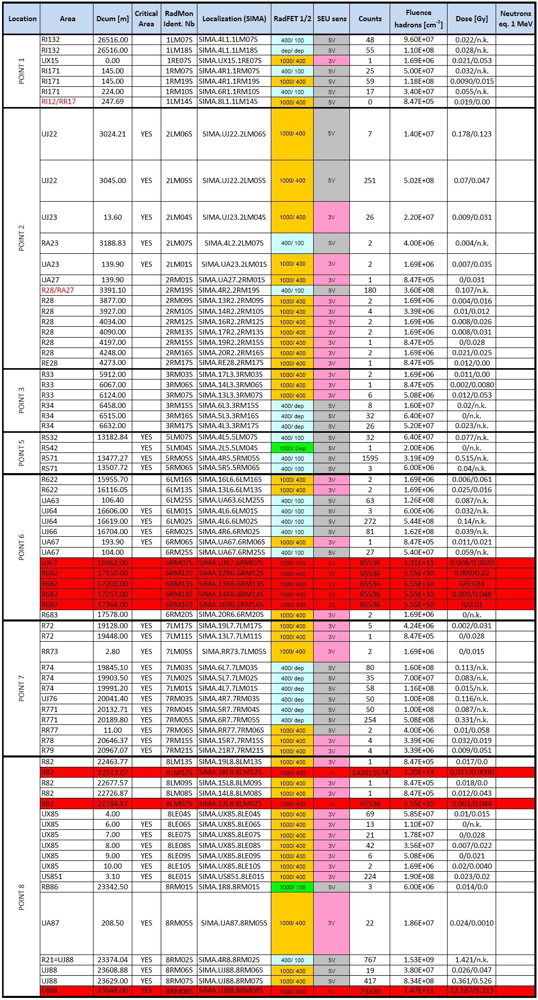 Location Area Dcum [m] Critical Area RadMon Ident. Nb Localization (SIMA) RadFET 1/2 SEU sens Counts Fluence hadrons [cm-2] Dose [Gy] Neutrons eq. 1 MeV
POINT 1
RI132 26516.00 1LM07S SIMA.4L1.1LM07S 400/ 100 5V 48 9.60E+07 0.022/n.k.
RI132 26516.00 1LM18S SIMA.4L1.1LM18S dep/ dep 5V 55 1.10E+08 0.028/n.k.
UX15 0.00 1RE07S SIMA.UX15.1RE07S 1000/ 400 3V 1 1.69E+06 0.021/0.053
RI171 145.00 1RM07S SIMA.4R1.1RM07S 400/ 100 5V 25 5.00E+07 0.032/n.k.
RI171 145.00 1RM19S SIMA.4R1.1RM19S 1000/ 400 5V 59 1.18E+08 0.0090/0.015
RI171 224.00 1RM10S SIMA.6R1.1RM10S 400/ 100 5V 17 3.40E+07 0.055/n.k.
RI12/RR17 247.69 1LM14S SIMA.8L1.1LM14S 1000/ 400 5V 0 8.47E+05 0.019/0.00
POINT 2
UJ22 3024.21 YES 2LM06S SIMA.UJ22.2LM06S 1000/ 400 5V 7 1.40E+07 0.178/0.123
UJ22 3045.00 YES 2LM05S SIMA.UJ22.2LM05S 1000/ 400 5V 251 5.02E+08 0.07/0.047
UJ23 13.60 YES 2LM04S SIMA.UJ23.2LM04S 1000/ 400 3V 26 2.20E+07 0.009/0.031
RA23 3188.83 YES 2LM07S SIMA.4L2.2LM07S 400/ 100 5V 2 4.00E+06 0.004/n.k.
UA23 139.90 YES 2LM01S SIMA.UA23.2LM01S 1000/ 400 3V 2 1.69E+06 0.007/0.035
UA27 139.90 2RM01S SIMA.UA27.2RM01S 1000/ 400 3V 1 8.47E+05 0/0.031
R28/RA27 3391.10 2RM19S SIMA.4R2.2RM19S 400/ 100 5V 180 3.60E+08 0.107/n.k.
R28 3877.00 2RM09S SIMA.13R2.2RM09S 1000/ 400 3V 2 1.69E+06 0.004/0.016
R28 3927.00 2RM10S SIMA.14R2.2RM10S 1000/ 400 3V 4 3.39E+06 0.01/0.012
R28 4034.00 2RM12S SIMA.16R2.2RM12S 1000/ 400 3V 2 1.69E+06 0.008/0.026
R28 4090.00 2RM13S SIMA.17R2.2RM13S 1000/ 400 3V 2 1.69E+06 0.008/0.031
R28 4197.00 2RM15S SIMA.19R2.2RM15S 1000/ 400 3V 1 8.47E+05 0/0.028
R28 4248.00 2RM16S SIMA.20R2.2RM16S 1000/ 400 3V 2 1.69E+06 0.021/0.025
RE28 4273.00 2RM17S SIMA.RE28.2RM17S 1000/ 400 3V 1 8.47E+05 0.012/0.00
POINT 3
R33 5912.00 3RM03S SIMA.17L3.3RM03S 1000/ 400 3V 2 1.69E+06 0.011/0.00
R33 6067.00 3RM06S SIMA.14L3.3RM06S 1000/ 400 3V 1 8.47E+05 0.002/0.0080
R33 6124.00 3RM07S SIMA.13L3.3RM07S 1000/ 400 3V 6 5.08E+06 0.012/0.053
R34 6458.00 3RM15S SIMA.6L3.3RM15S 400/ dep 5V 8 1.60E+07 0.02/n.k.
R34 6515.00 3RM16S SIMA.5L3.3RM16S 400/ dep 5V 32 6.40E+07 0/n.k.
R34 6632.00 3RM17S SIMA.4L3.3RM17S 400/ dep 5V 26 5.20E+07 0.023/n.k.
POINT 5
R532 13182.84 YES 5LM07S SIMA.4L5.5LM07S 400/ 100 5V 32 6.40E+07 0.077/n.k.
R542 YES 5LM04S SIMA.2L5.5LM04S 1000/ Dep 5V 1 2.00E+06 0/n.k.
R571 13477.27 YES 5RM05S SIMA.4R5.5RM05S 400/ 100 5V 1595 3.19E+09 0.515/n.k.
R571 13507.72 YES 5RM06S SIMA.5R5.5RM06S 400/ 100 5V 3 6.00E+06 0.04/n.k.
POINT 6
R622 15955.70 6LM16S SIMA.16L6.6LM16S 1000/ 400 3V 2 1.69E+06 0.006/0.061
R622 16116.05 6LM13S SIMA.13L6.6LM13S 1000/ 400 3V 2 1.69E+06 0.025/0.016
UA63 106.40 6LM25S SIMA.UA63.6LM25S 400/ 100 5V 63 1.26E+08 0.087/n.k.
UJ64 16606.00 YES 6LM01S SIMA.4L6.6LM01S 400/ 100 5V 3 6.00E+06 0.032/n.k.
UJ64 16619.00 YES 6LM02S SIMA.4L6.6LM02S 400/ 100 5V 272 5.44E+08 0.14/n.k.
UJ66 16704.00 YES 6RM02S SIMA.4R6.6RM02S 400/ 100 5V 81 1.62E+08 0.039/n.k.
UA67 193.90 YES 6RM06S SIMA.UA67.6RM06S 1000/ 400 3V 1 8.47E+05 0.011/0.021
UA67 104.00 6RM25S SIMA.UA67.6RM25S 400/ 100 5V 27 5.40E+07 0.059/n.k.
UJ67 16962.00 6RM07S SIMA.UJ67.6RM07S 1000/ 400 5V 65536 1.31E+11 0.008/0.0020
R682 17150.00 6RM12S SIMA.12R6.6RM12S 1000/ 400 3V 65536 5.55E+10 0.009/0.02
R682 17203.00 6RM13S SIMA.13R6.6RM13S 1000/ 400 3V 65536 5.55E+10 0/0.034
R682 17257.00 6RM14S SIMA.14R6.6RM14S 1000/ 400 3V 65536 5.55E+10 0.009/0.048
R682 17364.00 6RM16S SIMA.16R6.6RM16S 1000/ 400 3V 65536 5.55E+10 0/0.01
R683 17578.00 6RM20S SIMA.20R6.6RM20S 1000/ 400 3V 2 1.69E+06 0/n.k.
POINT 7
R72 19128.00 YES 7LM17S SIMA.19L7.7LM17S 1000/ 400 3V 5 4.24E+06 0.002/0.031
R72 19448.00 YES 7LM11S SIMA.13L7.7LM11S 1000/ 400 3V 1 8.47E+05 0/0.028
RR73 2.80 YES 7LM05S SIMA.RR73.7LM05S 1000/ 400 3V 2 1.69E+06 0/0.015
R74 19845.10 YES 7LM03S SIMA.6L7.7LM03S 400/ dep 5V 80 1.60E+08 0.113/n.k.
R74 19903.50 YES 7LM02S SIMA.5L7.7LM02S 400/ dep 5V 35 7.00E+07 0.083/n.k.
R74 19991.20 YES 7LM01S SIMA.4L7.7LM01S 400/ dep 5V 58 1.16E+08 0.015/n.k.
UJ76 20041.40 YES 7RM03S SIMA.4R7.7RM03S 400/ dep 5V 50 1.00E+08 0.116/n.k.
R771 20132.71 YES 7RM04S SIMA.5R7.7RM04S 400/ dep 5V 50 1.00E+08 0.087/n.k.
R771 20189.80 YES 7RM05S SIMA.6R7.7RM05S 400/ dep 5V 254 5.08E+08 0.331/n.k.
RR77 11.00 YES 7RM06S SIMA.RR77.7RM06S 1000/ 400 5V 2 4.00E+06 0.01/0.058
R78 20646.37 YES 7RM15S SIMA.15R7.7RM15S 1000/ 400 3V 4 3.39E+06 0.032/0.019
R79 20967.07 YES 7RM21S SIMA.21R7.7RM21S 1000/ 400 3V 4 3.39E+06 0.009/0.051
POINT 8
R82 22463.77 8LM13S SIMA.19L8.8LM13S 1000/ 400 3V 1 8.47E+05 0.017/0.0
R82 22513.07 8LM12S SIMA.18L8.8LM12S 1000/ 400 3V 142011674 1.20E+14 0.011/0.0090
R82 22677.57 8LM09S SIMA.15L8.8LM09S 1000/ 400 3V 1 8.47E+05 0.018/0.0
R82 22726.87 8LM08S SIMA.14L8.8LM08S 1000/ 400 3V 1 8.47E+05 0.012/0.043
R82 22784.47 8LM07S SIMA.13L8.8LM07S 1000/ 400 3V 65536 5.55E+10 0.003/0.044
UX85 4.00 8LE04S SIMA.UX85.8LE04S 1000/ 400 3V 69 5.85E+07 0.01/0.015
UX85 6.00 YES 8LE06S SIMA.UX85.8LE06S 1000/ 400 3V 13 1.10E+07 0/n.k.
UX85 7.00 YES 8LE07S SIMA.UX85.8LE07S 1000/ 400 3V 21 1.78E+07 0/0.028
UX85 8.00 YES 8LE08S SIMA.UX85.8LE08S 1000/ 400 3V 42 3.56E+07 0.007/0.022
UX85 9.00 YES 8LE09S SIMA.UX85.8LE09S 1000/ 400 3V 6 5.08E+06 0/0.021
UX85 10.00 YES 8LE10S SIMA.UX85.8LE10S 1000/ 400 3V 2 1.69E+06 0.02/0.0040
US851 3.10 YES 8LE01S SIMA.US851.8LE01S 1000/ 400 3V 224 1.90E+08 0.023/0.02
RB86 23342.50 8RM01S SIMA.1R8.8RM01S 1000/ 100 5V 3 6.00E+06 0.014/0.0
UA87 208.50 YES 8RM05S SIMA.UA87.8RM05S 1000/ 400 3V 22 1.86E+07 0.024/0.0010
R21=UJ88 23374.04 YES 8RM02S SIMA.4R8.8RM02S 400/ 100 5V 767 1.53E+09 1.421/n.k.
UJ88 23608.88 YES 8RM06S SIMA.UJ88.8RM06S 1000/ 400 5V 19 3.80E+07 0.026/0.047
UJ88 23629.00 YES 8RM07S SIMA.UJ88.8RM07S 1000/ 400 5V 417 8.34E+08 0.361/0.526
UJ88 23648.00 YES 8RM08S SIMA.UJ88.8RM08S 1000/ 400 5V 73330 1.47E+11 12.187/8.213